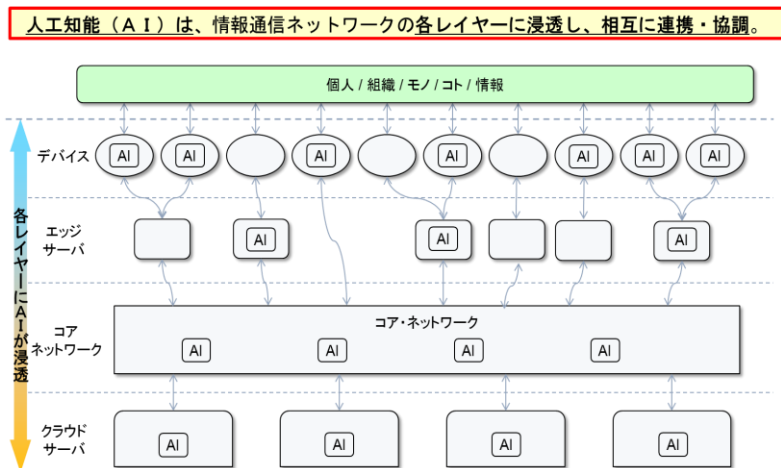 人工知能（ＡＩ）は、情報通信ネットワークの各レイヤーに浸透し、相互に連携・協調。
個人 / 組織 / モノ / コト / 情報
各レイヤーにＡＩが浸透
デバイス
AI AI AI AI AI AI AI
エッジ
サーバ
AI AI AI
コア
ネットワーク
コア・ネットワーク
AI AI AI AI
クラウド
サーバ
AI AI AI AI